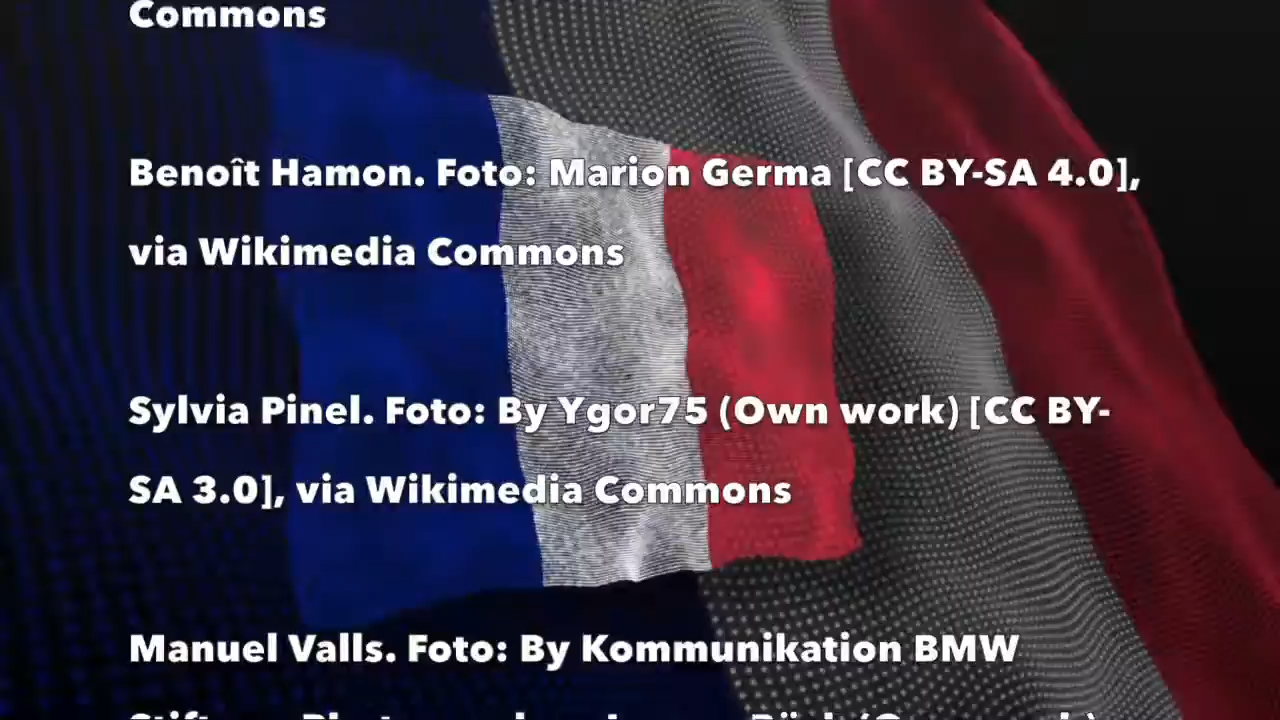 Commons
Benoît Hamon. Foto: Marion Germa [CC BY-SA 4.0],
via Wikimedia Commons
Sylvia Pinel. Foto: By Ygor75 (Own work) [CC BY-
SA 3.0], via Wikimedia Commons
Manuel Valls. Foto: By Kommunikation BMW